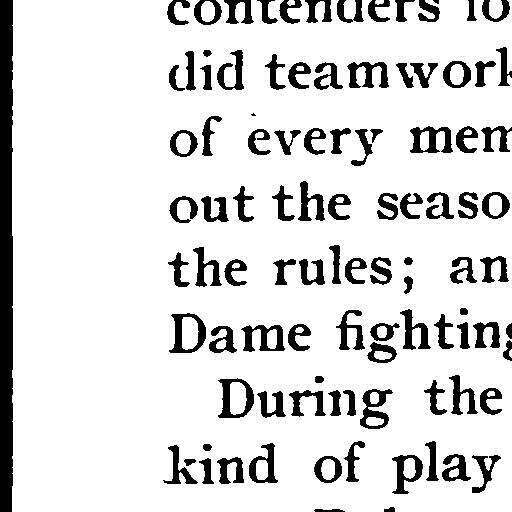 contenders fo
did teamwork
of every mem
out the seaso
the rules; an
Dame fighting
During the
kind of play